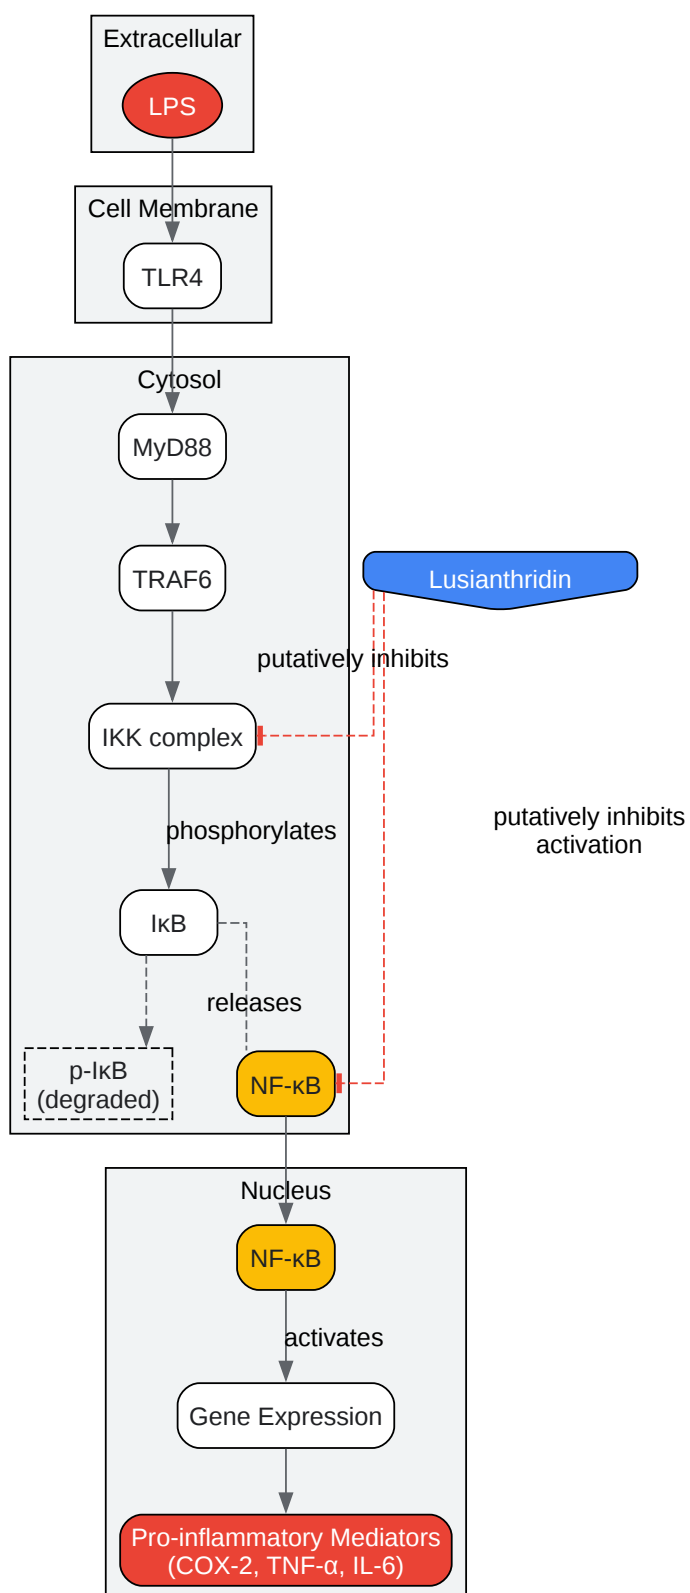 Extracellular
LPS
Cell Membrane
TLR4
Cytosol
MyD88
TRAF6
Lusianthridin
putatively inhibits
IKK complex
putatively inhibits
activation
phosphorylates
IκB
releases
p-IκB
(degraded)
NF-κB
Nucleus
NF-κB
activates
Gene Expression
Pro-inflammatory Mediators
(COX-2, TNF-α, IL-6)